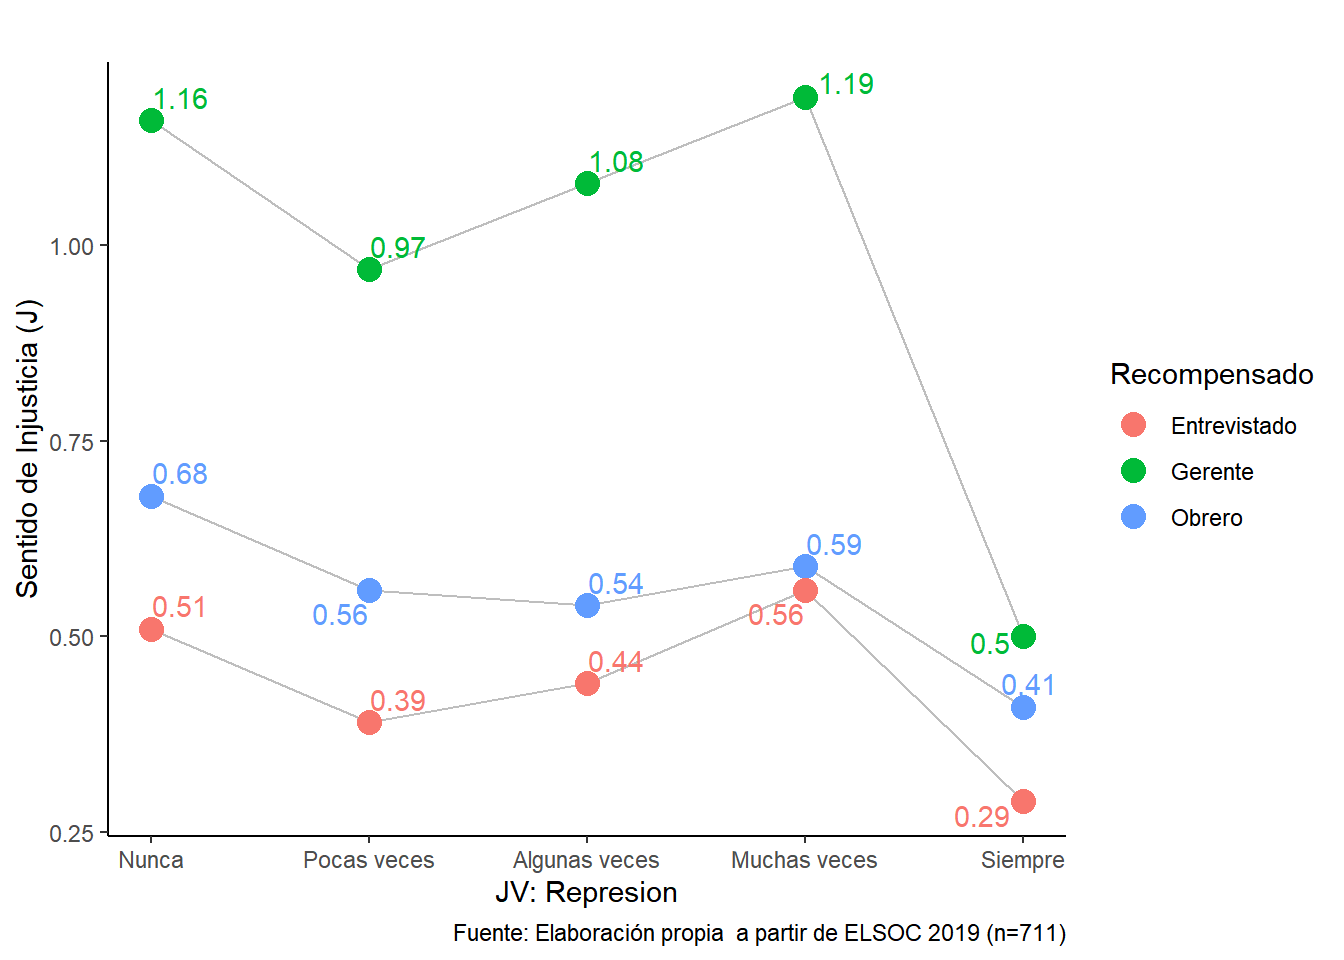 1.16
1.19
1.08
0.97
1.00
0.75
0.50
0.25
Sentido de Injusticia (J)
0.68
0.59
0.56
0.54
0.51
0.56
0.5
0.44
0.41
0.39
0.29
Nunca
Pocas veces
Algunas veces
Muchas veces
Siempre
JV: Represion
Fuente: Elaboración propia  a partir de ELSOC 2019 (n=711)
Recompensado
Entrevistado
Gerente
Obrero